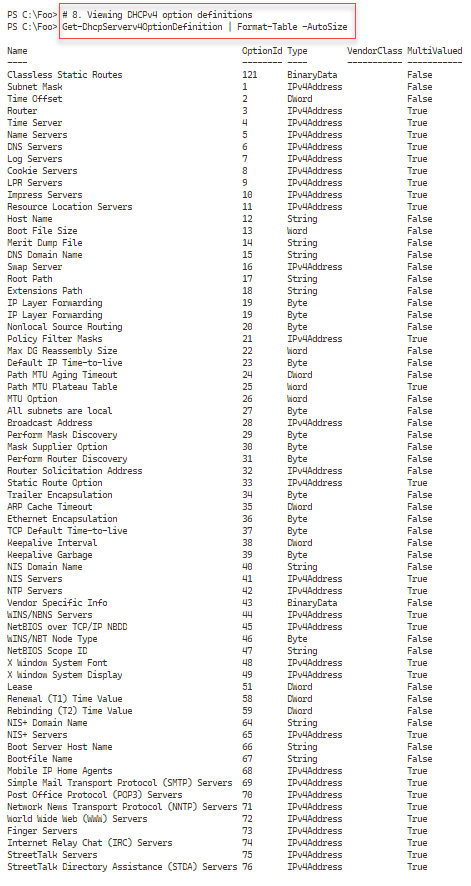 PS C:\Foo> # 8. Viewing DHCPv4 option definitions
PS C:\Foo> Get-DhcpServerv4OptionDefinition | Format-Table -AutoSize
Name OptionId Type VendorClass MultiValued
---- -------- ---- ----------- -----------
Classless Static Routes 121 BinaryData False
Subnet Mask 1 IPv4Address False
Time Offset 2 DWord False
Router 3 IPv4Address True
Time Server 4 IPv4Address True
Name Servers 5 IPv4Address True
DNS Servers 6 IPv4Address True
Log Servers 7 IPv4Address True
Cookie Servers 8 IPv4Address True
LPR Servers 9 IPv4Address True
Impress Servers 10 IPv4Address True
Resource Location Servers 11 IPv4Address True
Host Name 12 String False
Boot File Size 13 Word False
Merit Dump File 14 String False
DNS Domain Name 15 String False
Swap Server 16 IPv4Address False
Root Path 17 String False
Extensions Path 18 String False
IP Layer Forwarding 19 Byte False
IP Layer Forwarding 19 Byte False
Nonlocal Source Routing 20 Byte False
Policy Filter Masks 21 IPv4Address True
Max DG Reassembly Size 22 Word False
Default IP Time-to-live 23 Byte False
Path MTU Aging Timeout 24 DWord False
Path MTU Plateau Table 25 Word True
MTU Option 26 Word False
All subnets are local 27 Byte False
Broadcast Address 28 IPv4Address False
Perform Mask Discovery 29 Byte False
Mask Supplier Option 30 Byte False
Perform Router Discovery 31 Byte False
Router Solicitation Address 32 IPv4Address False
Static Route Option 33 IPv4Address True
Trailer Encapsulation 34 Byte False
ARP Cache Timeout 35 DWord False
Ethernet Encapsulation 36 Byte False
TCP Default Time-to-live 37 Byte False
Keepalive Interval 38 DWord False
Keepalive Garbage 39 Byte False
NIS Domain Name 40 String False
NIS Servers 41 IPv4Address True
NTP Servers 42 IPv4Address True
Vendor Specific Info 43 BinaryData False
WINS/NBNS Servers 44 IPv4Address True
NetBIOS over TCP/IP NBDD 45 IPv4Address True
WINS/NBT Node Type 46 Byte False
NetBIOS Scope ID 47 String False
X Window System Font 48 IPv4Address True
X Window System Display 49 IPv4Address True
Lease 51 DWord False
Renewal (T1) Time Value 58 DWord False
Rebinding (T2) Time Value 59 DWord False
NIS+ Domain Name 64 String False
NIS+ Servers 65 IPv4Address True
Boot Server Host Name 66 String False
Bootfile Name 67 String False
Mobile IP Home Agents 68 IPv4Address True
Simple Mail Transport Protocol (SMTP) Servers 69 IPv4Address True
Post Office Protocol (POP3) Servers 70 IPv4Address True
Network News Transport Protocol (NNTP) Servers 71 IPv4Address True
World Wide Web (WWW) Servers 72 IPv4Address True
Finger Servers 73 IPv4Address True
Internet Relay Chat (IRC) Servers 74 IPv4Address True
StreetTalk Servers 75 IPv4Address True
StreetTalk Directory Assistance (STDA) Servers 76 IPv4Address True